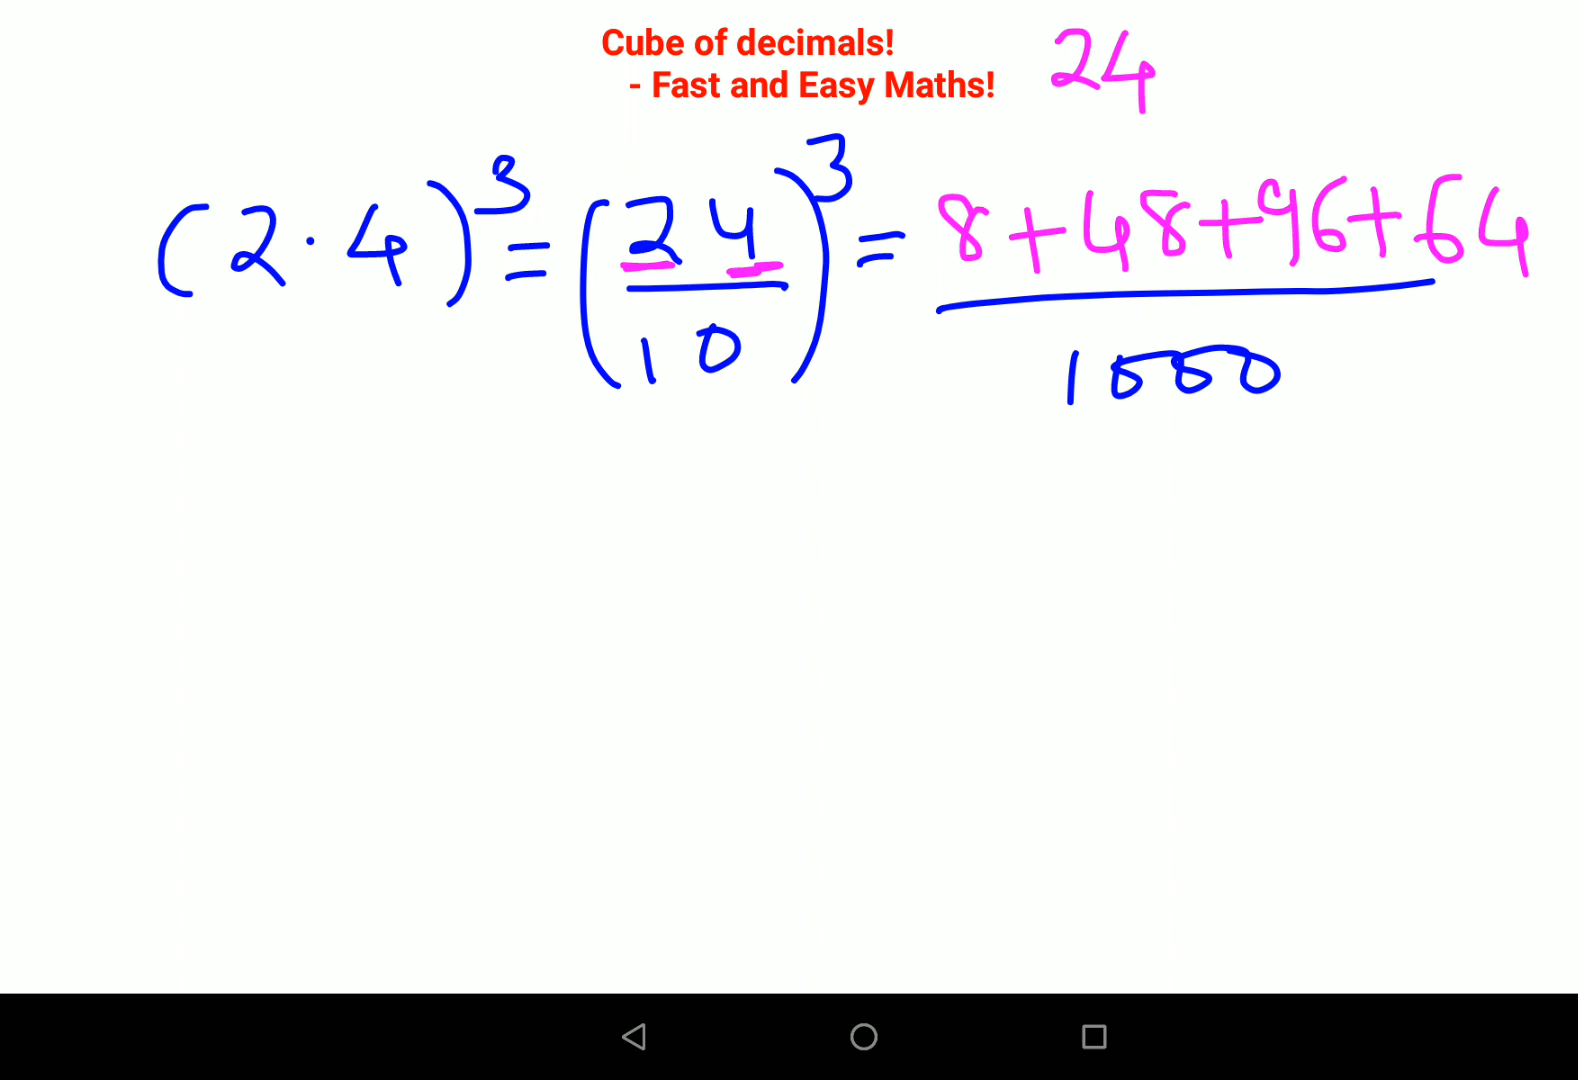 Cube of decimals!
- Fast and Easy Maths!
24
(2·4)³ = (24/10)³ = 8+48+96+64
1000